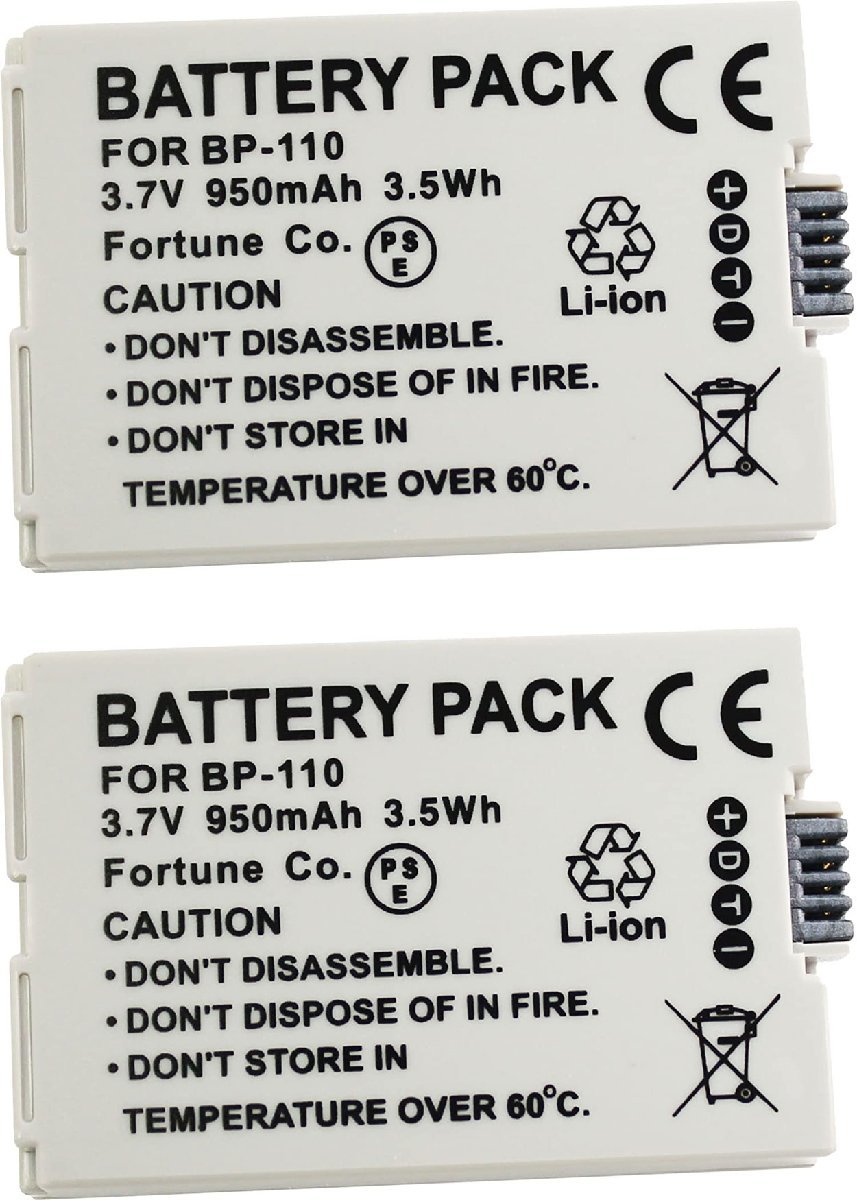 BATTERY PACK CE
FOR BP-110
3.7V 950mAh 3.5Wh
Fortune Co. PSE
CAUTION
Li-ion
+
D
T
-
•DON'T DISASSEMBLE.
•DON'T DISPOSE OF IN FIRE.
•DON'T STORE IN
TEMPERATURE OVER 60°C.
BATTERY PACK CE
FOR BP-110
3.7V 950mAh 3.5Wh
Fortune Co. PSE
CAUTION
Li-ion
+
D
T
-
•DON'T DISASSEMBLE.
•DON'T DISPOSE OF IN FIRE.
•DON'T STORE IN
TEMPERATURE OVER 60°C.